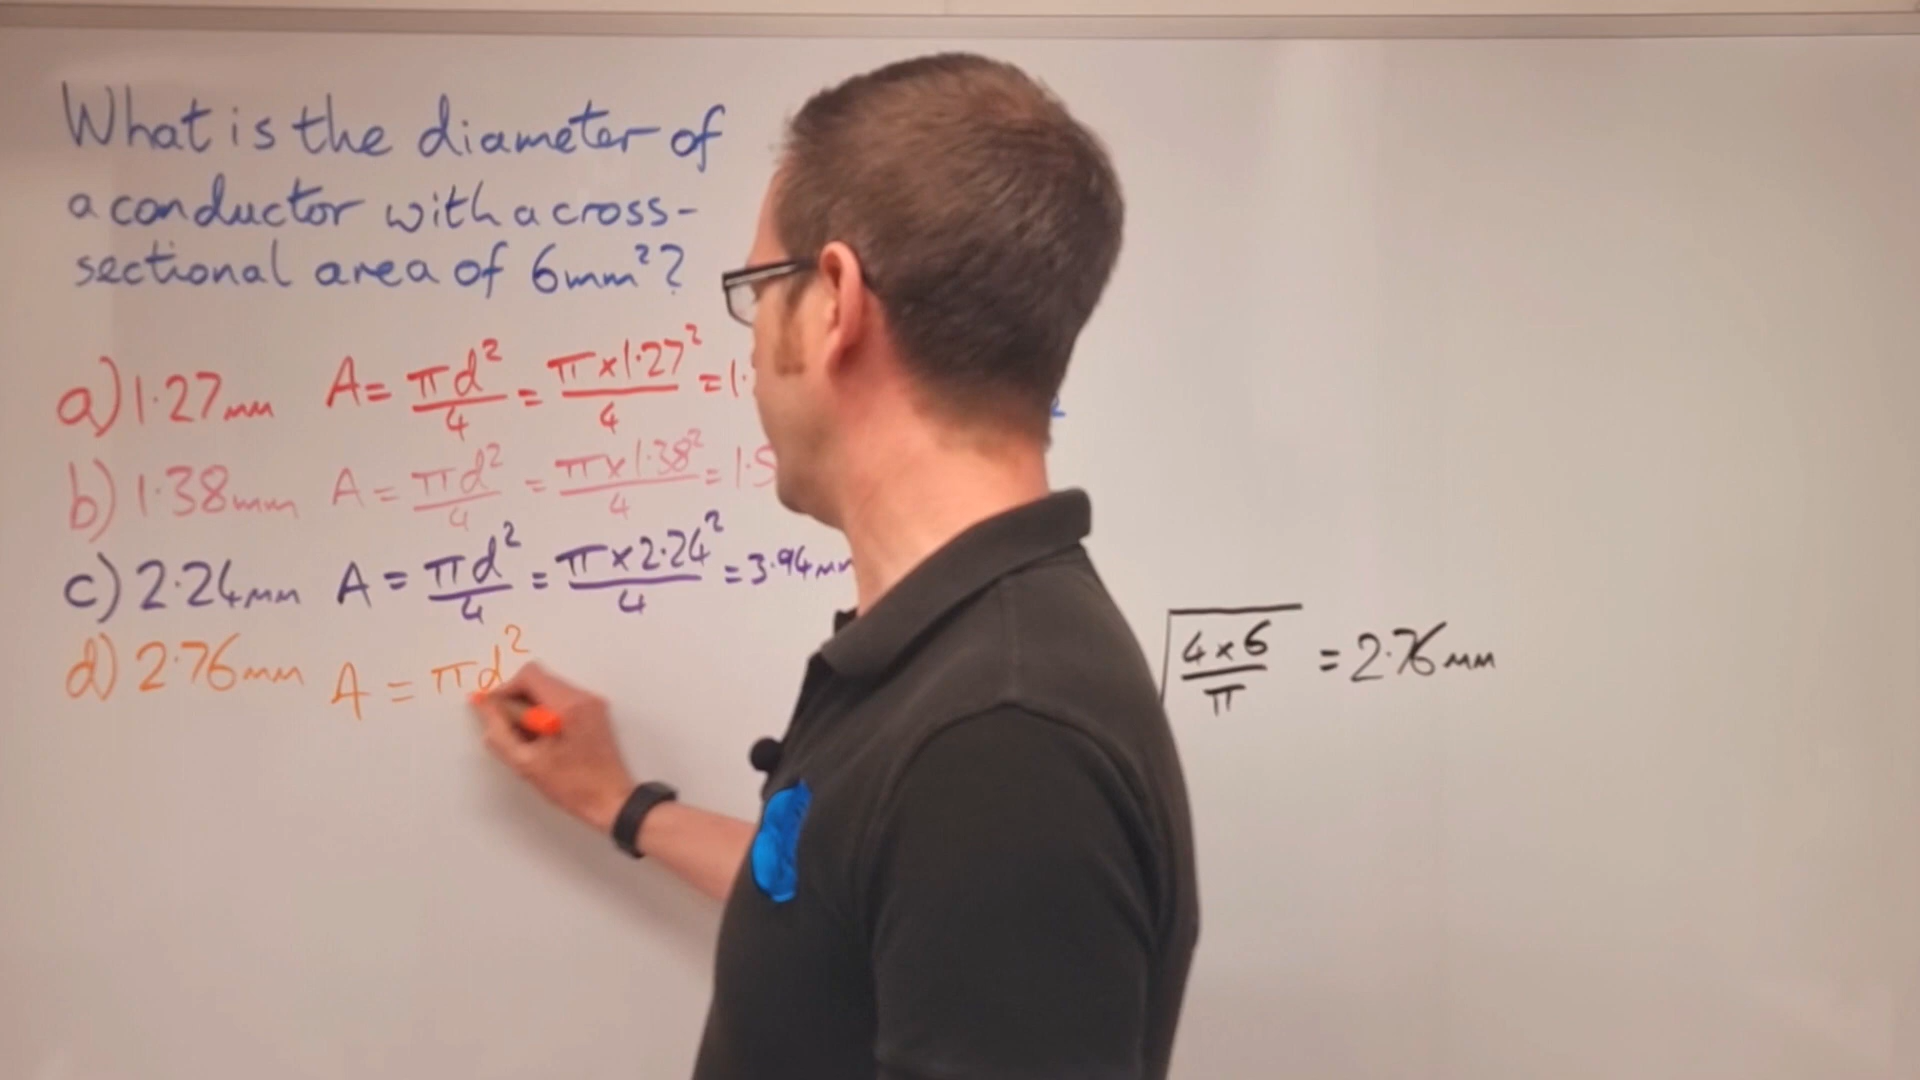 What is the diameter of
a conductor with a cross-
sectional area of 6mm²?
a) 1.27mm A = πd²/4 = π×1.27²/4 = 1.
b) 1.38mm A = πd²/4 = π×1.38²/4 = 1.5
c) 2.24mm A = πd²/4 = π×2.24²/4 = 3.94mm
d) 2.76mm A = πd²
√(4×6/π) = 2.76mm